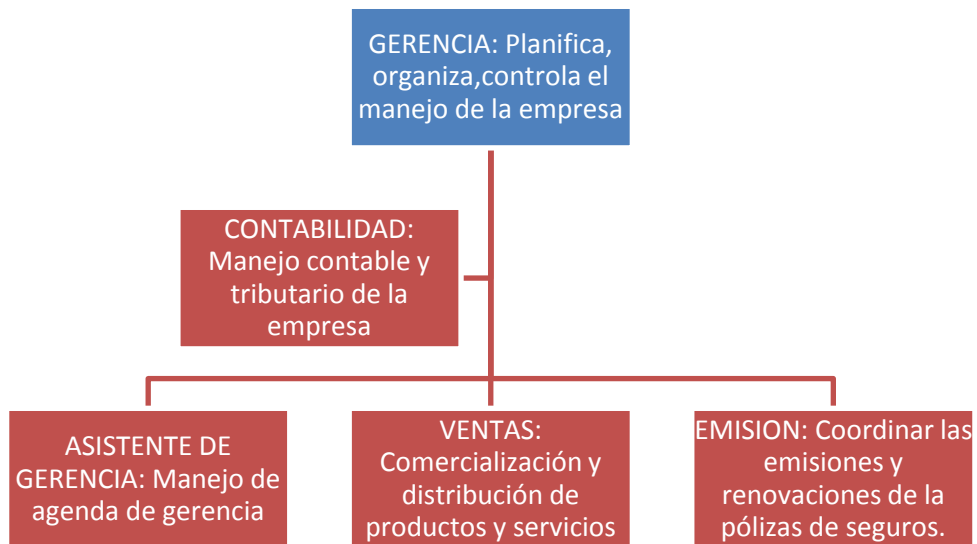 GERENCIA: Planifica,
organiza,controla el
manejo de la empresa
CONTABILIDAD:
Manejo contable y
tributario de la
empresa
ASISTENTE DE
GERENCIA: Manejo de
agenda de gerencia
VENTAS:
Comercialización y
distribución de
productos y servicios
EMISION: Coordinar las
emisiones y
renovaciones de la
pólizas de seguros.